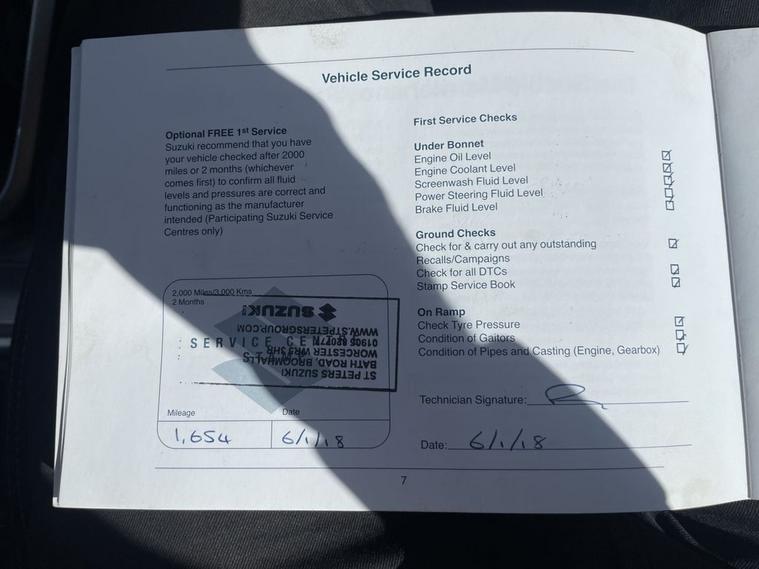 Vehicle Service Record
Optional FREE 1st Service
Suzuki recommend that you have
your vehicle checked after 2000
miles or 2 months (whichever
comes first) to confirm all fluid
levels and pressures are correct and
functioning as the manufacturer
intended (Participating Suzuki Service
Centres only)
2,000 Miles/3,000 Kms
2 Months
SERVICE CENTRE
ST PETERS SUZUKI
BATH ROAD, BROOMHALL
WORCESTER WR5 3HR
WWW.STPETERSGROUP.COM
SUZUKI
Mileage Date
1,654 6/1/18
First Service Checks
Under Bonnet
Engine Oil Level
Engine Coolant Level
Screenwash Fluid Level
Power Steering Fluid Level
Brake Fluid Level
Ground Checks
Check for & carry out any outstanding
Recalls/Campaigns
Check for all DTCs
Stamp Service Book
On Ramp
Check Tyre Pressure
Condition of Gaitors
Condition of Pipes and Casting (Engine, Gearbox)
Technician Signature:
Date: 6/1/18
7